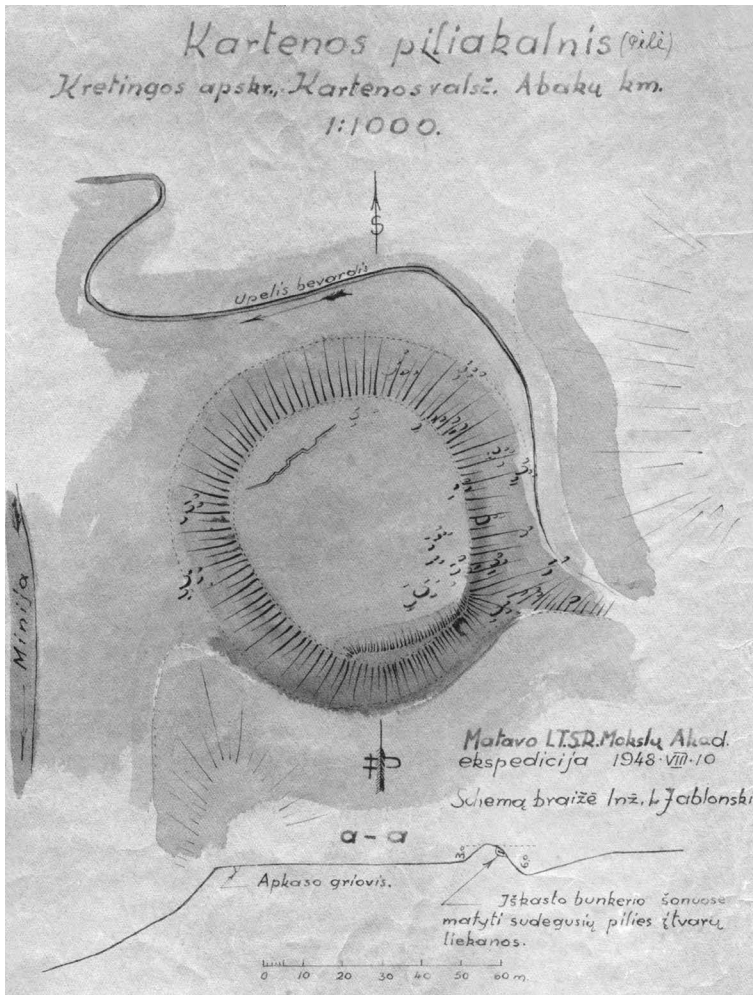 Kartenos piliakalnis (Pilė)
Kretingos apskr., Kartenos valsč. Abakų km.
1:1000.
S
Upelis bevardis
Minija
P
Matavo L.T.S.R. Mokslų Akad.
ekspedicija 1948·VIII·10
Schemą braižė Inž. Jablonski
a - a
Apkaso griovis.
Iškasto bunkerio šonuose
matyti sudegusių pilies įtvarų
liekanos.
0 10 20 30 40 50 60 m.